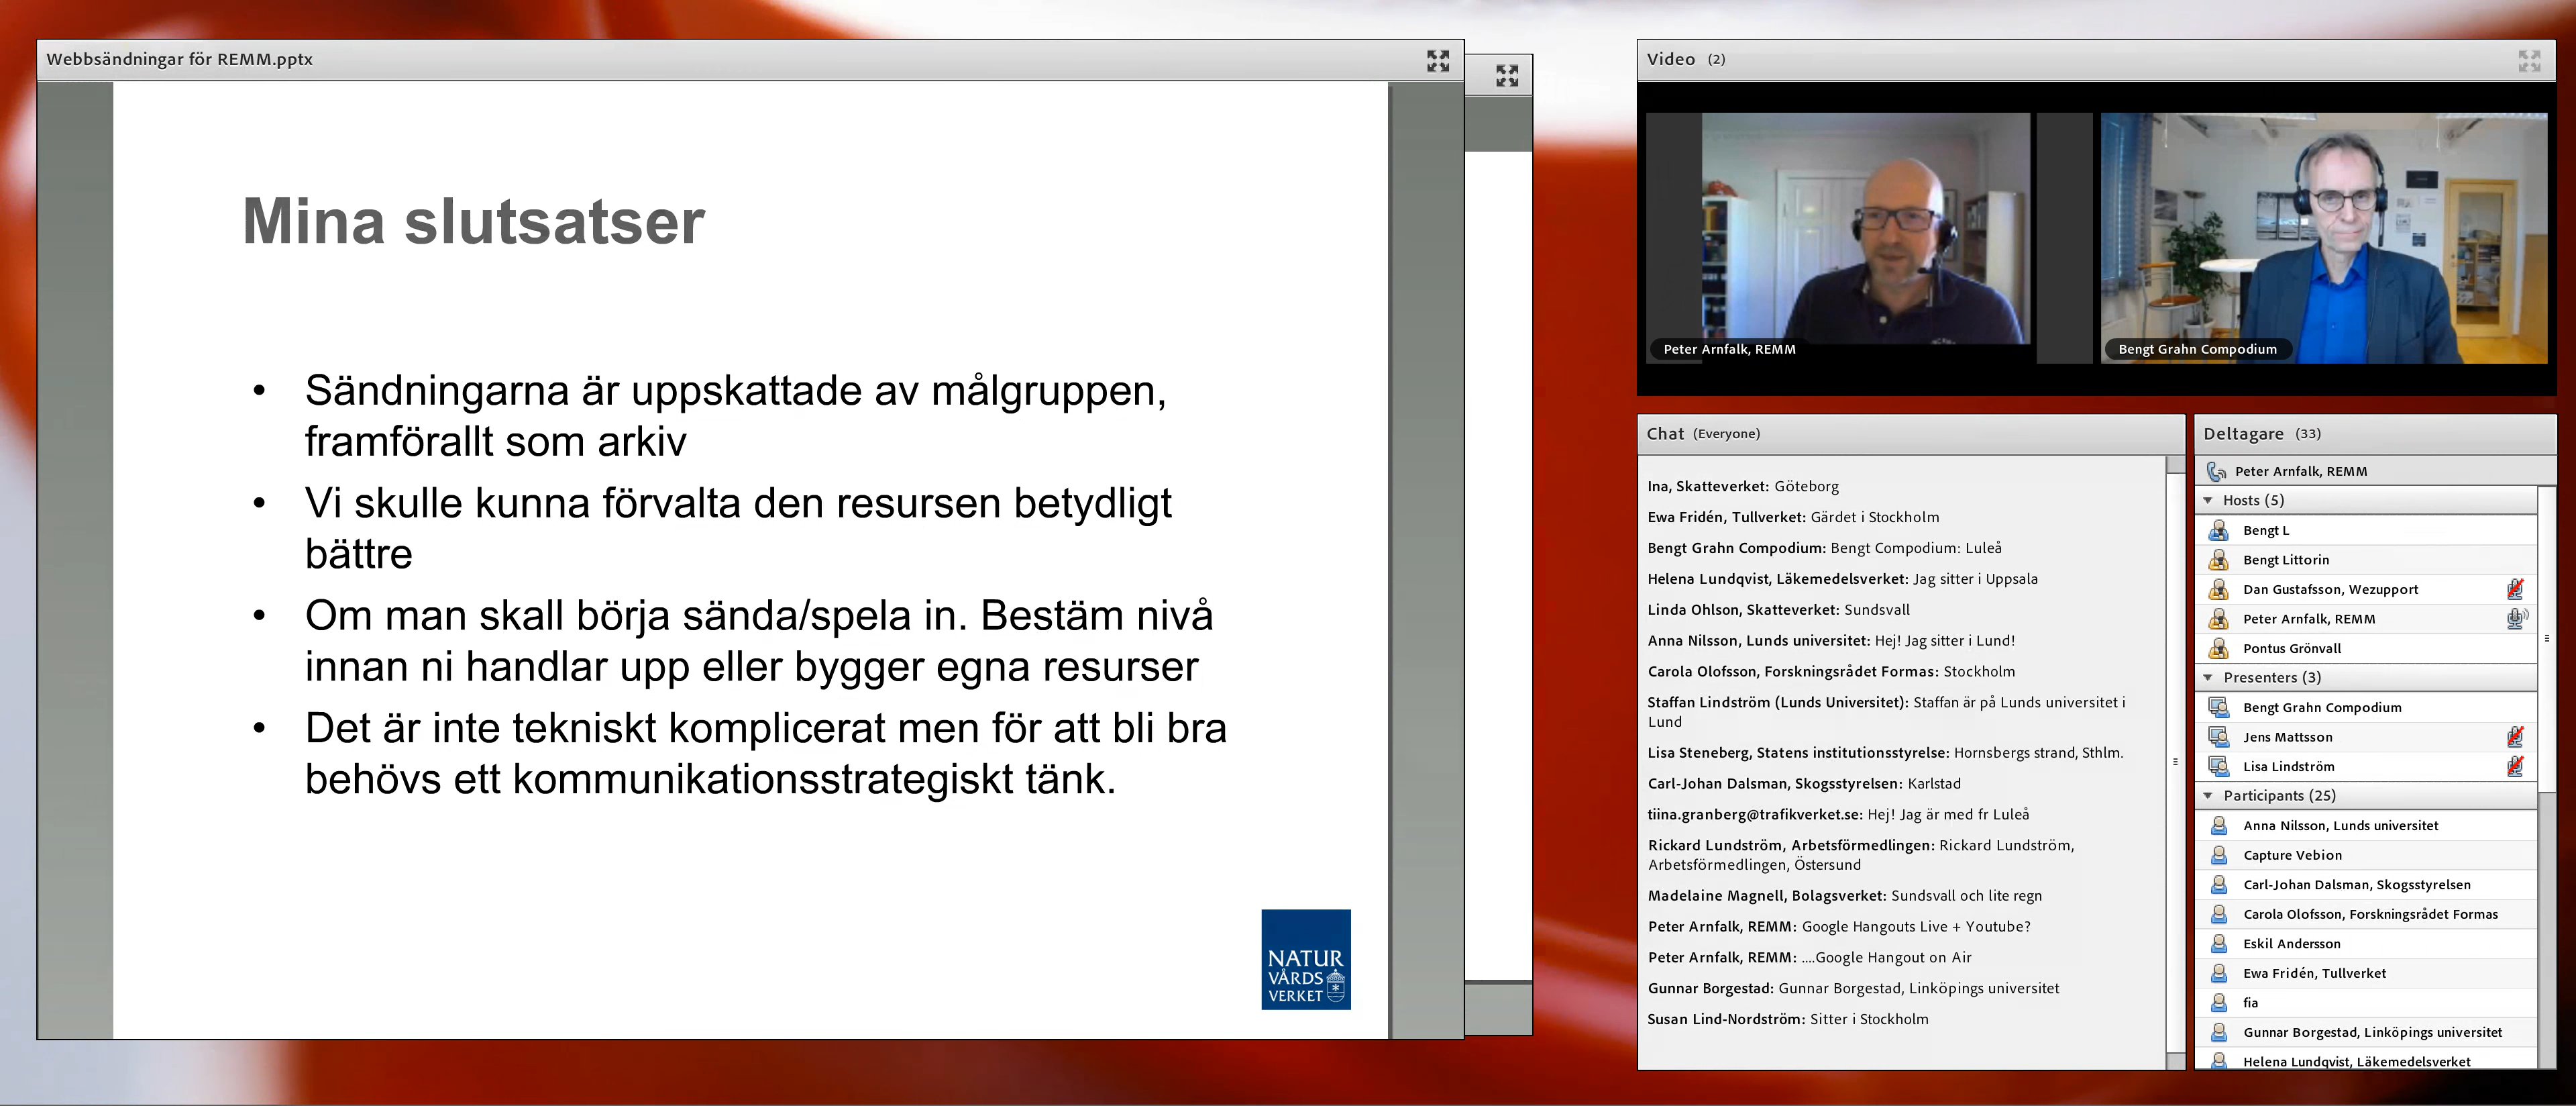 Webbsändningar för REMM.pptx
Mina slutsatser
• Sändningarna är uppskattade av målgruppen,
framförallt som arkiv
• Vi skulle kunna förvalta den resursen betydligt
bättre
• Om man skall börja sända/spela in. Bestäm nivå
innan ni handlar upp eller bygger egna resurser
• Det är inte tekniskt komplicerat men för att bli bra
behövs ett kommunikationsstrategiskt tänk.
NATUR
VÅRDS
VERKET
Video (2)
Peter Arnfalk, REMM
Bengt Grahn Compodium
Chat (Everyone)
Ina, Skatteverket: Göteborg
Ewa Fridén, Tullverket: Gärdet i Stockholm
Bengt Grahn Compodium: Bengt Compodium: Luleå
Helena Lundqvist, Läkemedelsverket: Jag sitter i Uppsala
Linda Ohlson, Skatteverket: Sundsvall
Anna Nilsson, Lunds universitet: Hej! Jag sitter i Lund!
Carola Olofsson, Forskningsrådet Formas: Stockholm
Staffan Lindström (Lunds Universitet): Staffan är på Lunds universitet i
Lund
Lisa Steneberg, Statens institutionsstyrelse: Hornsbergs strand, Sthlm.
Carl-Johan Dalsman, Skogsstyrelsen: Karlstad
tiina.granberg@trafikverket.se: Hej! Jag är med fr Luleå
Rickard Lundström, Arbetsförmedlingen: Rickard Lundström,
Arbetsförmedlingen, Östersund
Madelaine Magnell, Bolagsverket: Sundsvall och lite regn
Peter Arnfalk, REMM: Google Hangouts Live + Youtube?
Peter Arnfalk, REMM: ....Google Hangout on Air
Gunnar Borgestad: Gunnar Borgestad, Linköpings universitet
Susan Lind-Nordström: Sitter i Stockholm
Deltagare (33)
Peter Arnfalk, REMM
Hosts (5)
Bengt L
Bengt Littorin
Dan Gustafsson, Wezupport
Peter Arnfalk, REMM
Pontus Grönvall
Presenters (3)
Bengt Grahn Compodium
Jens Mattsson
Lisa Lindström
Participants (25)
Anna Nilsson, Lunds universitet
Capture Vebion
Carl-Johan Dalsman, Skogsstyrelsen
Carola Olofsson, Forskningsrådet Formas
Eskil Andersson
Ewa Fridén, Tullverket
fia
Gunnar Borgestad, Linköpings universitet
Helena Lundqvist, Läkemedelsverket